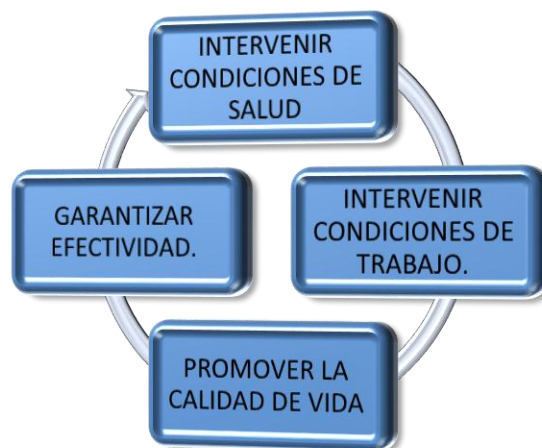 INTERVENIR
CONDICIONES DE
SALUD
INTERVENIR
CONDICIONES DE
TRABAJO.
PROMOVER LA
CALIDAD DE VIDA
GARANTIZAR
EFECTIVIDAD.